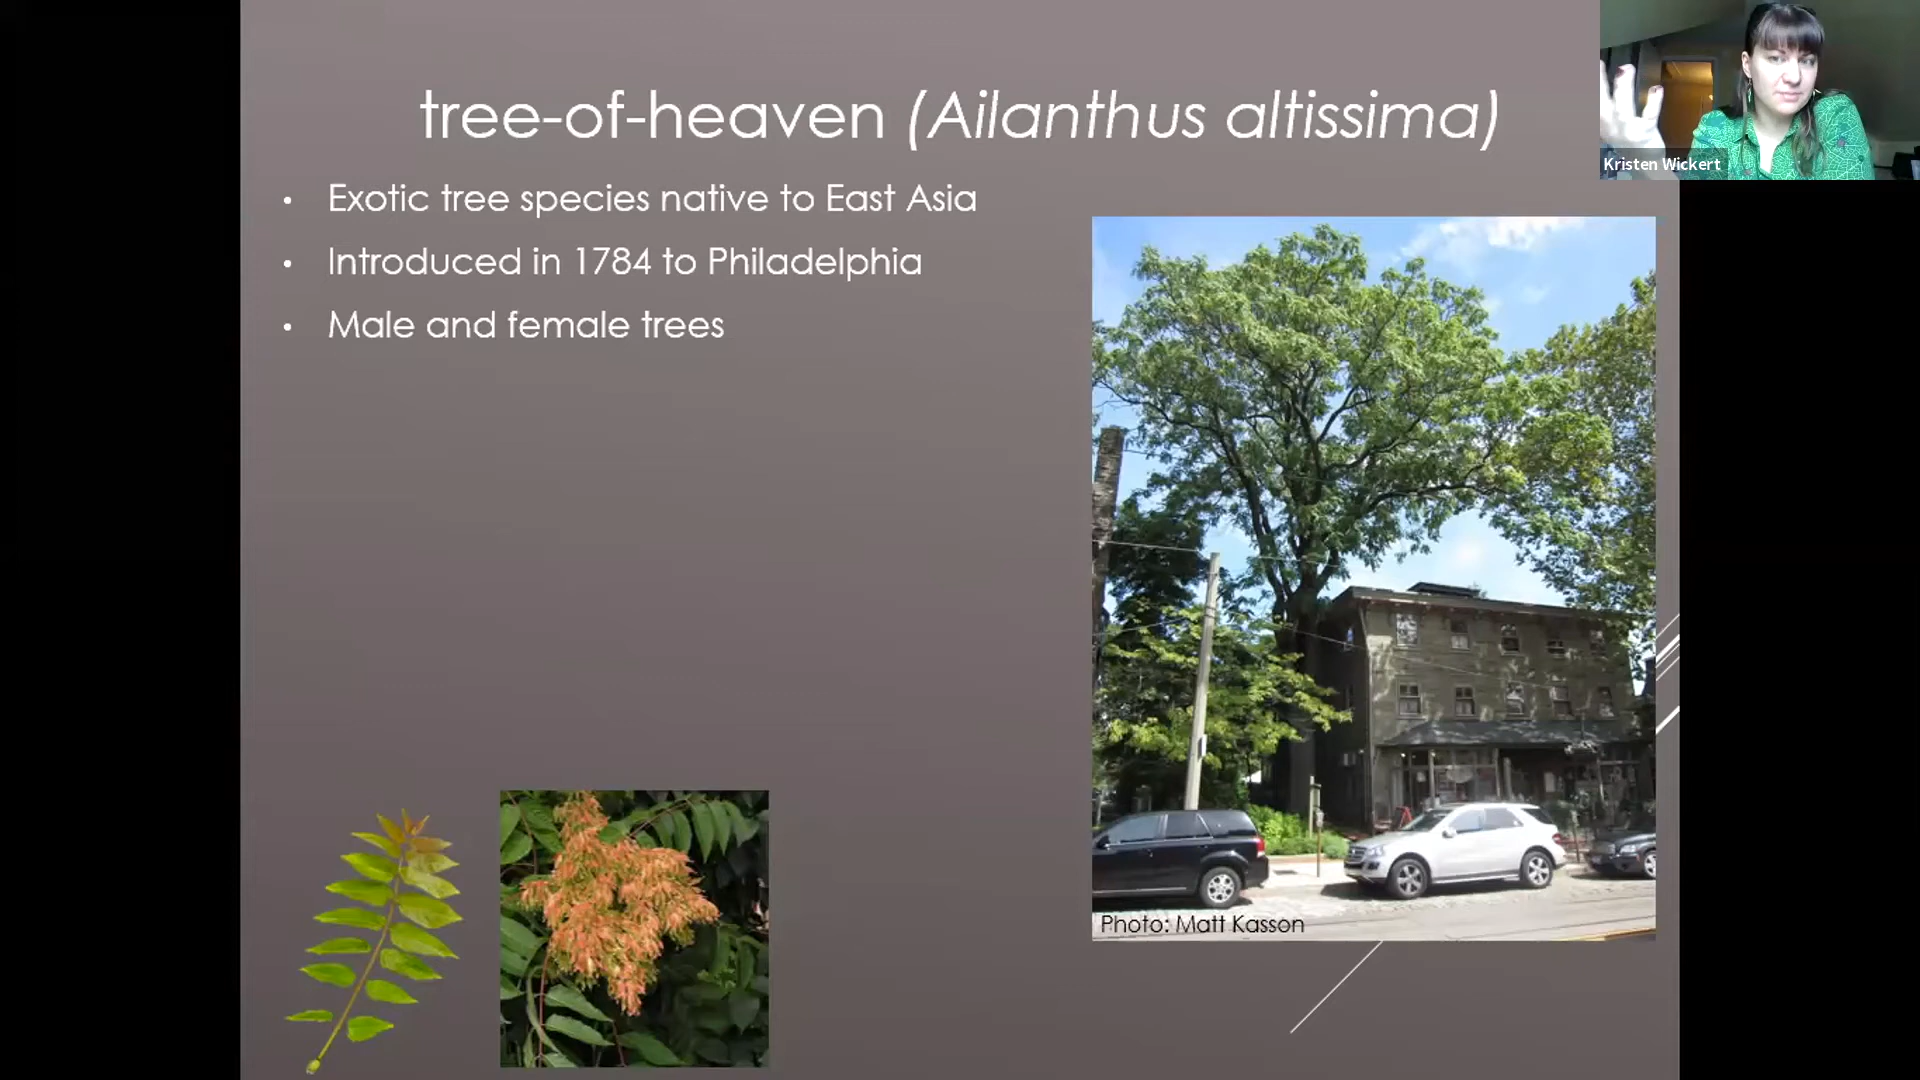 tree-of-heaven (Ailanthus altissima)
Kristen Wickert
• Exotic tree species native to East Asia
• Introduced in 1784 to Philadelphia
• Male and female trees
Photo: Matt Kasson